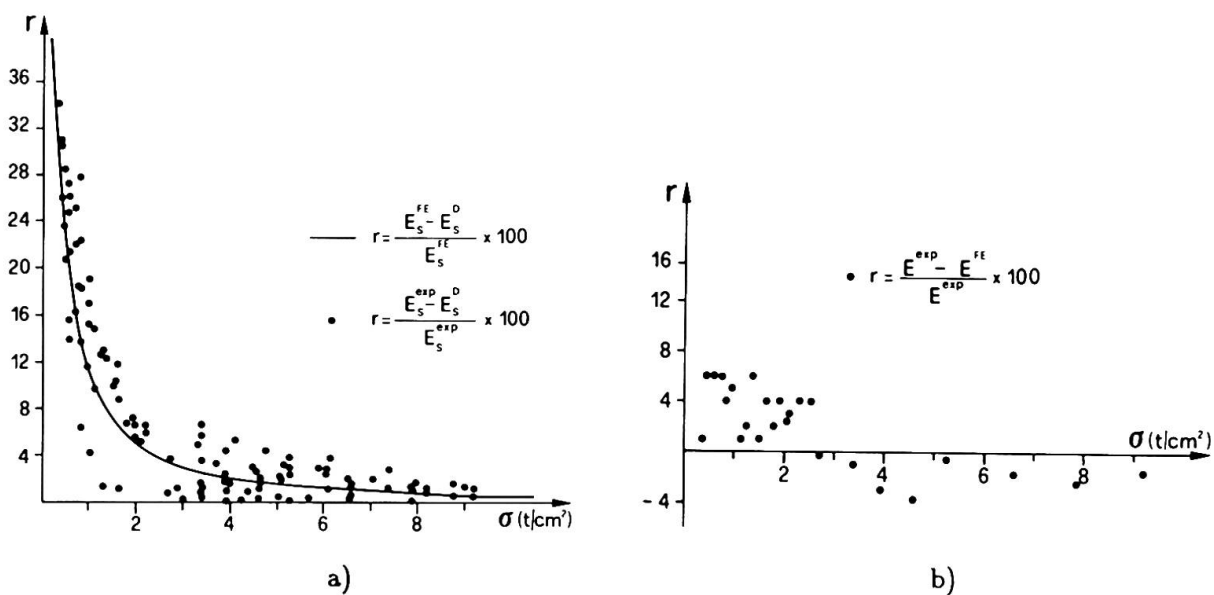 r
36
32
28
24
20
16
12
8
4
2
4
6
8
σ (t/cm²)
r = (E_S^FE - E_S^D) / E_S^FE × 100
r = (E_S^exp - E_S^D) / E_S^exp × 100
a)
r
16
12
8
4
-4
2
4
6
8
σ (t/cm²)
r = (E^exp - E^FE) / E^exp × 100
b)